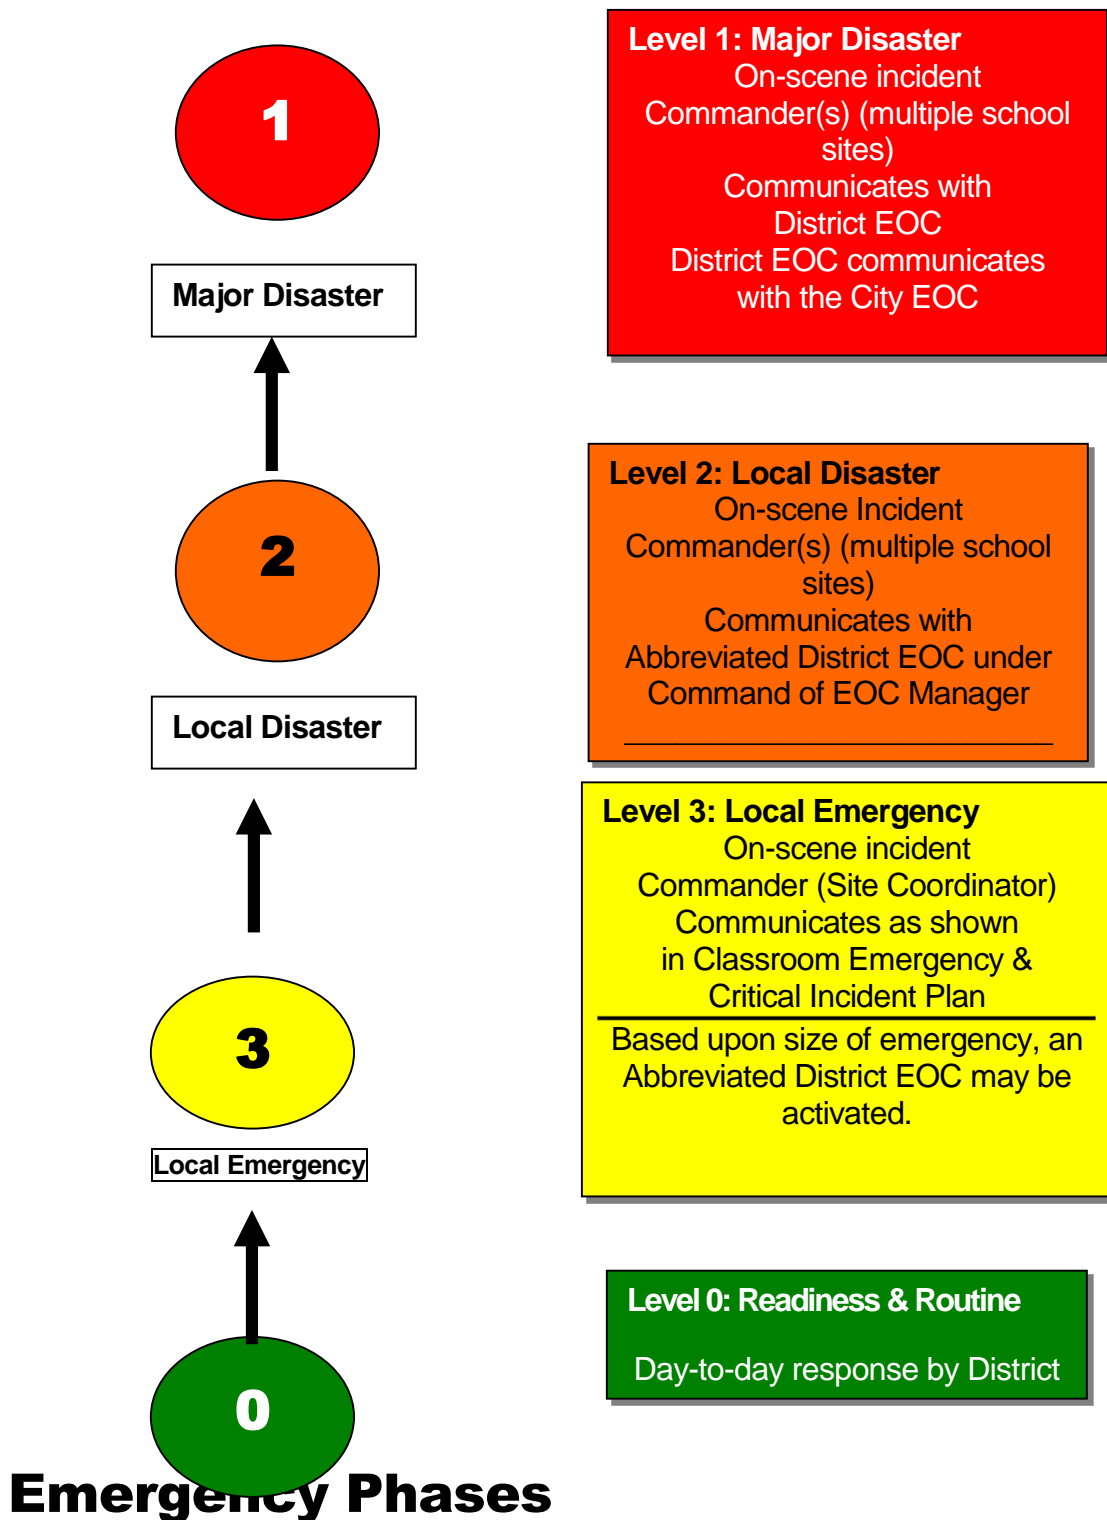 1
Level 1: Major Disaster
On-scene incident
Commander(s) (multiple school
sites)
Communicates with
District EOC
District EOC communicates
with the City EOC
Major Disaster
2
Level 2: Local Disaster
On-scene Incident
Commander(s) (multiple school
sites)
Communicates with
Abbreviated District EOC under
Command of EOC Manager
Local Disaster
3
Level 3: Local Emergency
On-scene incident
Commander (Site Coordinator)
Communicates as shown
in Classroom Emergency &
Critical Incident Plan
Based upon size of emergency, an
Abbreviated District EOC may be
activated.
Local Emergency
0
Level 0: Readiness & Routine
Day-to-day response by District
Emergency Phases